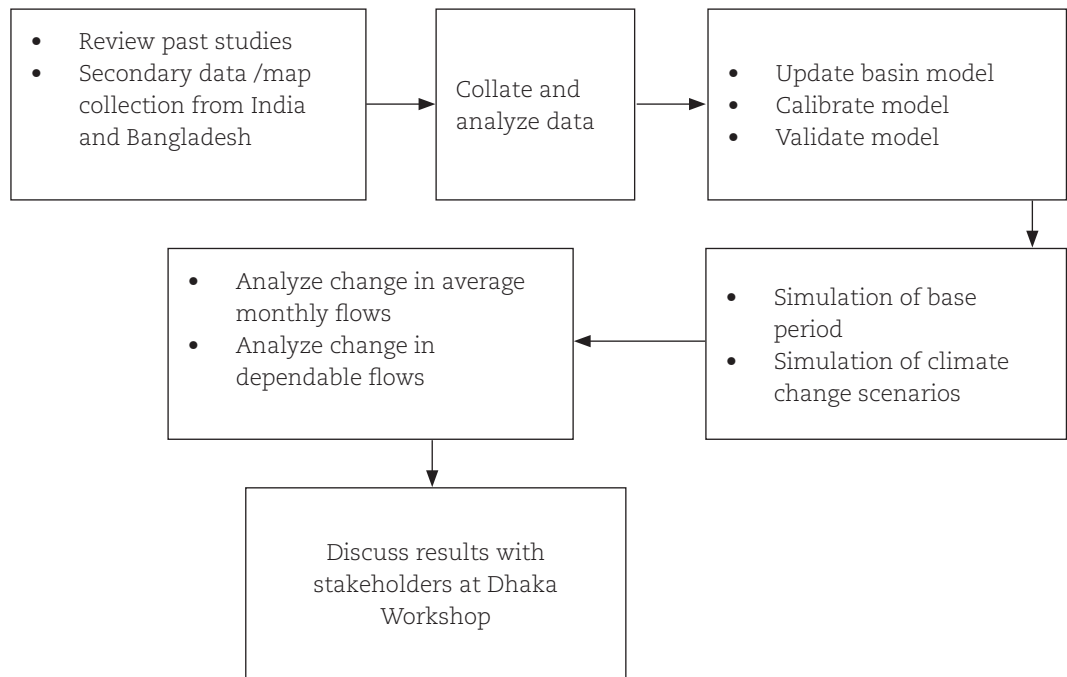 • Review past studies
• Secondary data /map
collection from India
and Bangladesh
Collate and
analyze data
• Update basin model
• Calibrate model
• Validate model
• Simulation of base
period
• Simulation of climate
change scenarios
• Analyze change in average
monthly flows
• Analyze change in
dependable flows
Discuss results with
stakeholders at Dhaka
Workshop